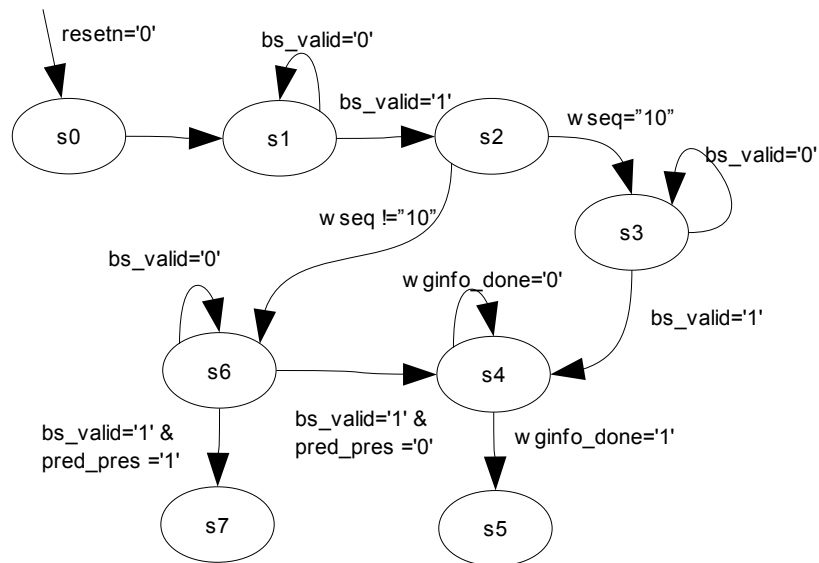 resetn='0'
bs_valid='0'
bs_valid='1'
w seq="10"
bs_valid='0'
s0
s1
s2
s3
w seq !="10"
bs_valid='0'
w ginfo_done='0'
bs_valid='1'
s6
s4
bs_valid='1' &
pred_pres ='1'
bs_valid='1' &
pred_pres ='0'
w ginfo_done='1'
s7
s5